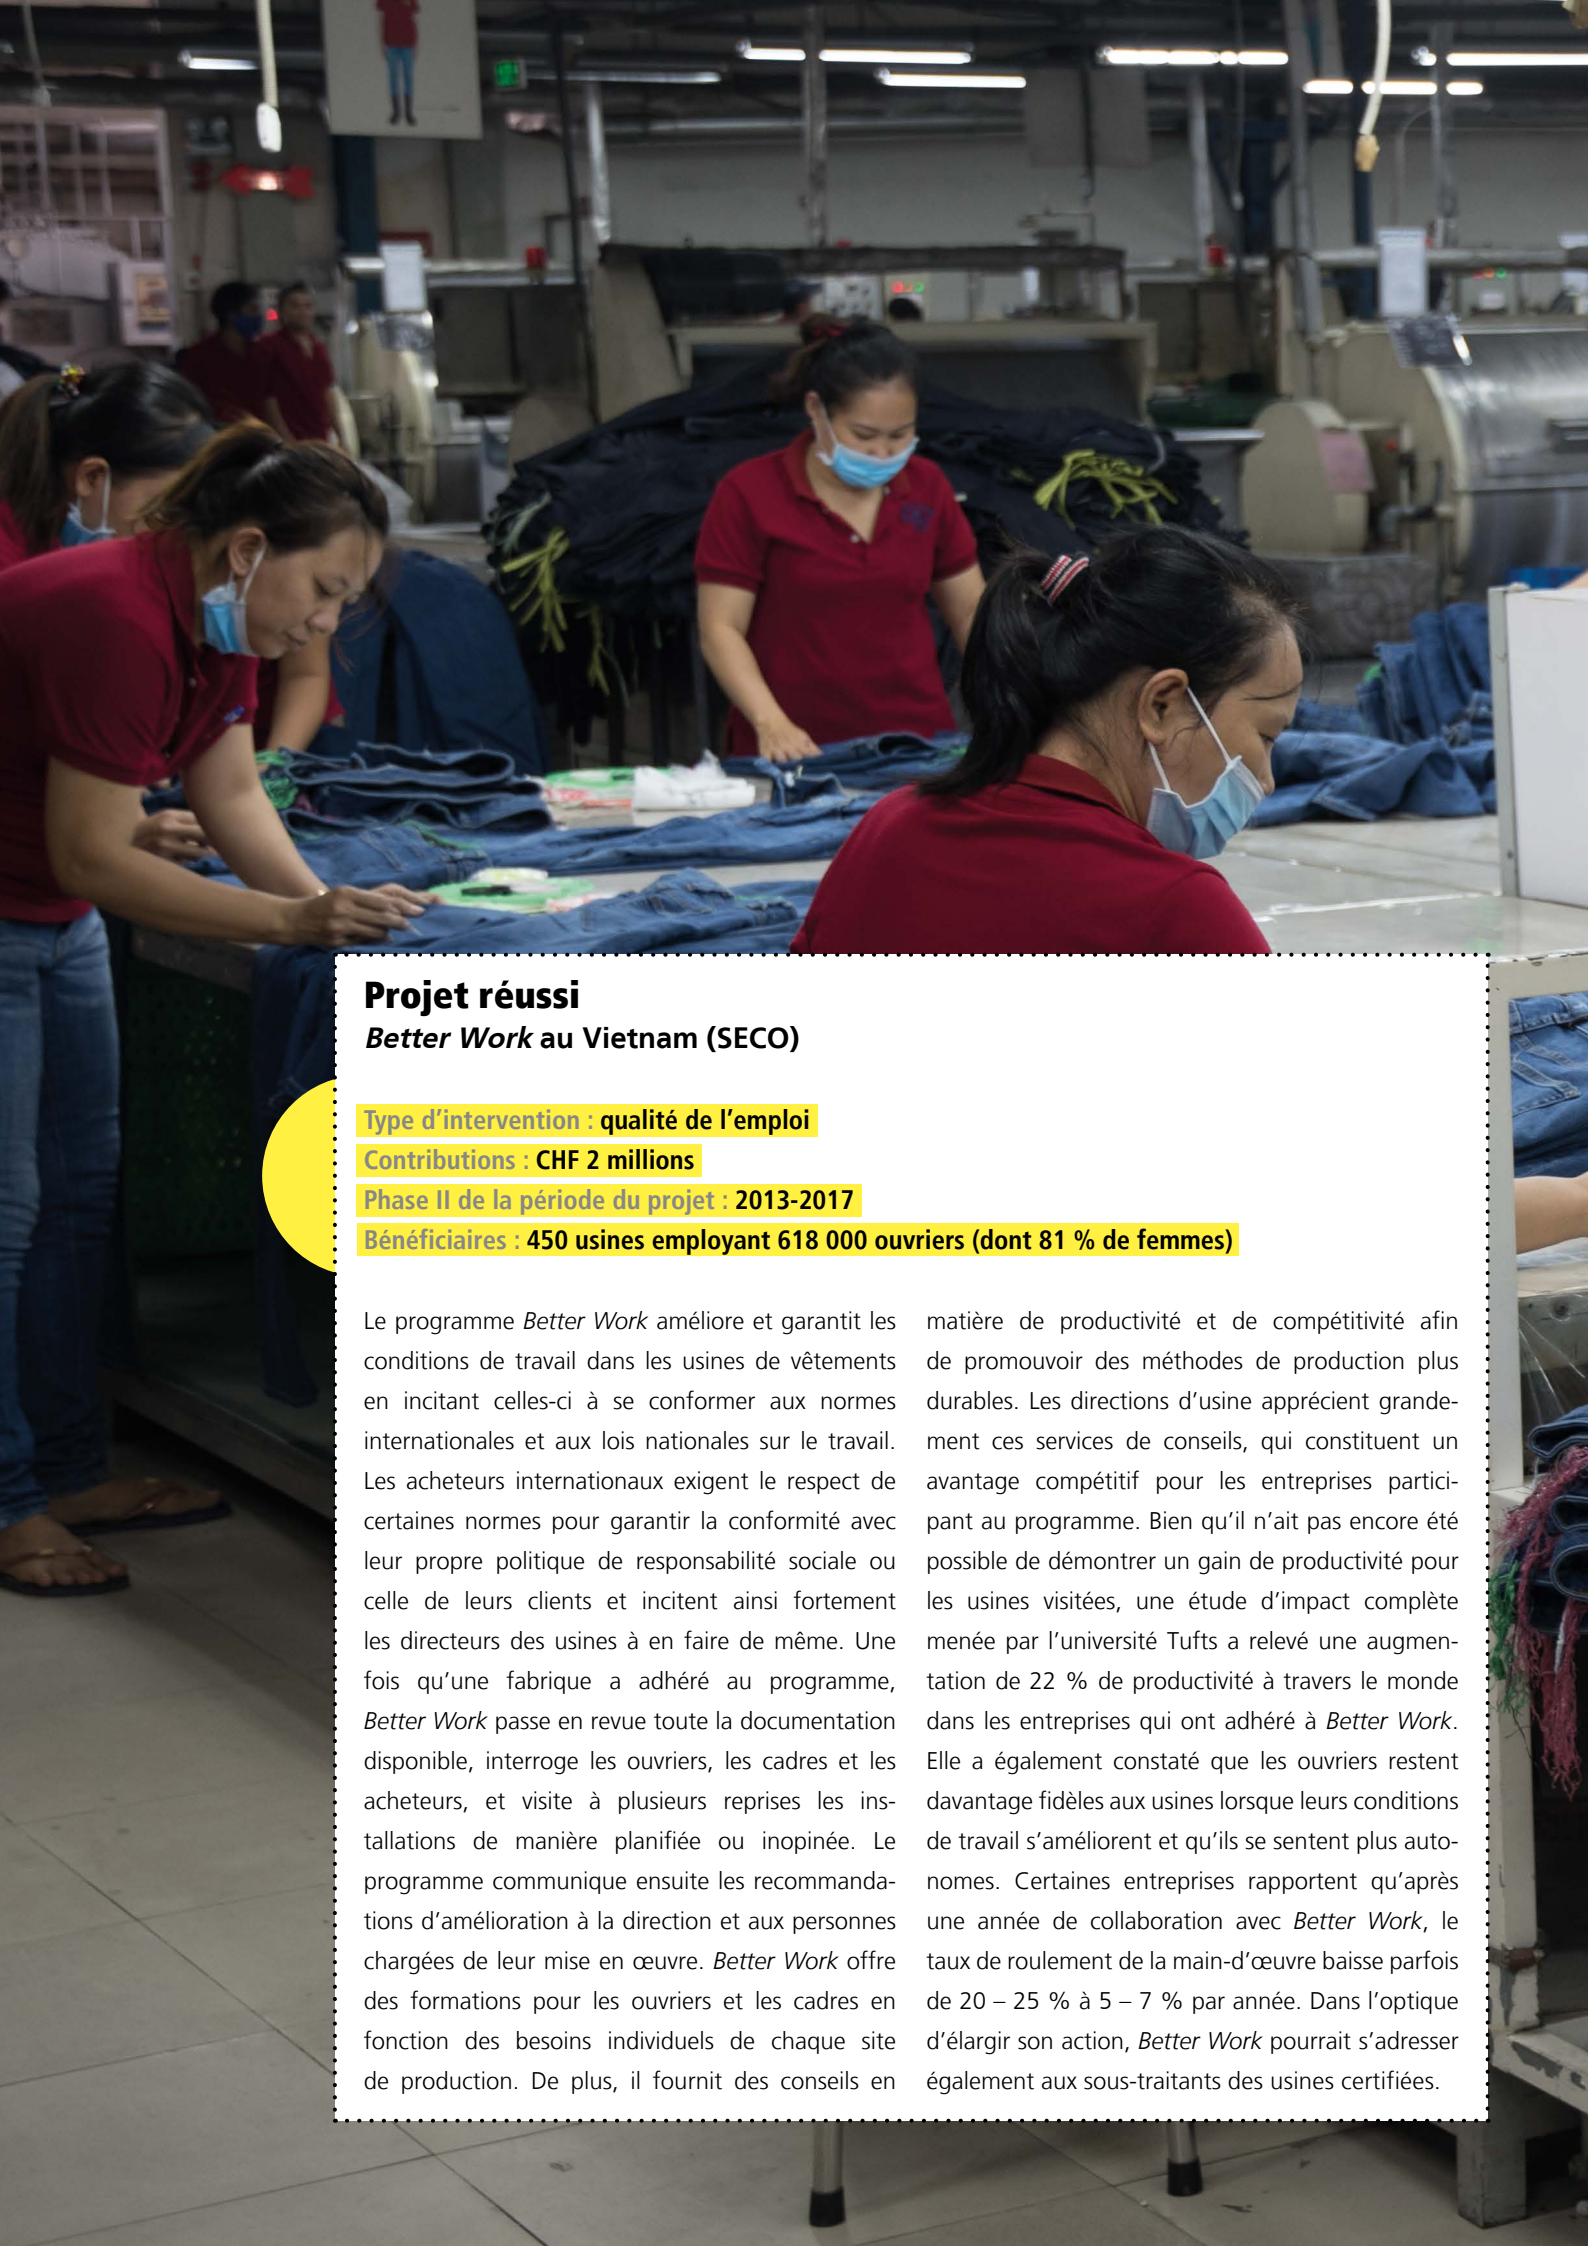 Projet réussi
Better Work au Vietnam (SECO)
Type d’intervention : qualité de l’emploi
Contributions : CHF 2 millions
Phase II de la période du projet : 2013-2017
Bénéficiaires : 450 usines employant 618 000 ouvriers (dont 81 % de femmes)
Le programme Better Work améliore et garantit les
conditions de travail dans les usines de vêtements
en incitant celles-ci à se conformer aux normes
internationales et aux lois nationales sur le travail.
Les acheteurs internationaux exigent le respect de
certaines normes pour garantir la conformité avec
leur propre politique de responsabilité sociale ou
celle de leurs clients et incitent ainsi fortement
les directeurs des usines à en faire de même. Une
fois qu’une fabrique a adhéré au programme,
Better Work passe en revue toute la documentation
disponible, interroge les ouvriers, les cadres et les
acheteurs, et visite à plusieurs reprises les ins-
tallations de manière planifiée ou inopinée. Le
programme communique ensuite les recommanda-
tions d’amélioration à la direction et aux personnes
chargées de leur mise en œuvre. Better Work offre
des formations pour les ouvriers et les cadres en
fonction des besoins individuels de chaque site
de production. De plus, il fournit des conseils en
matière de productivité et de compétitivité afin
de promouvoir des méthodes de production plus
durables. Les directions d’usine apprécient grande-
ment ces services de conseils, qui constituent un
avantage compétitif pour les entreprises partici-
pant au programme. Bien qu’il n’ait pas encore été
possible de démontrer un gain de productivité pour
les usines visitées, une étude d’impact complète
menée par l’université Tufts a relevé une augmen-
tation de 22 % de productivité à travers le monde
dans les entreprises qui ont adhéré à Better Work.
Elle a également constaté que les ouvriers restent
davantage fidèles aux usines lorsque leurs conditions
de travail s’améliorent et qu’ils se sentent plus auto-
nomes. Certaines entreprises rapportent qu’après
une année de collaboration avec Better Work, le
taux de roulement de la main-d’œuvre baisse parfois
de 20 – 25 % à 5 – 7 % par année. Dans l’optique
d’élargir son action, Better Work pourrait s’adresser
également aux sous-traitants des usines certifiées.